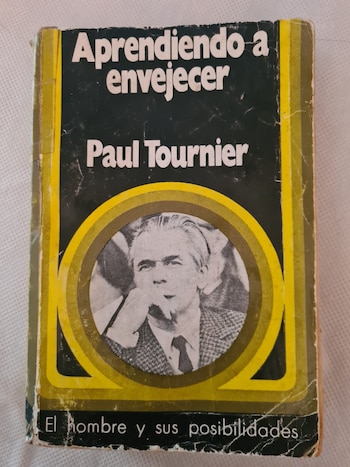 Aprendiendo a
envejecer
Paul Tournier
El hombre y sus posibilidades